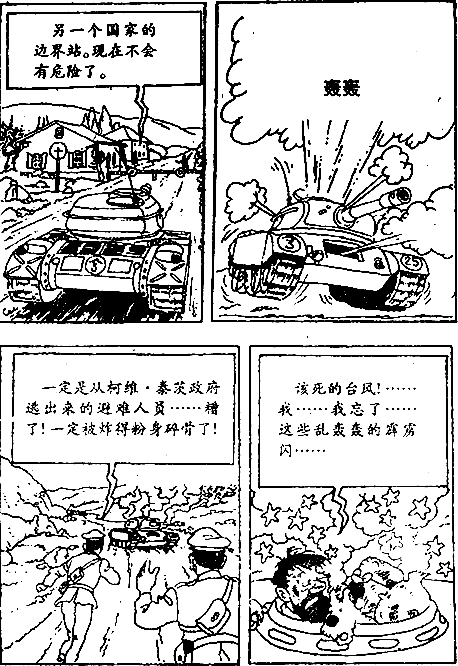 另一个国家的
边界站。现在不会
有危险了。
轰轰
3
25
一定是从柯维·泰茨政府
逃出来的避难人员……糟
了!一定被炸得粉身碎骨了!
该死的台风!……
我……我忘了……
这些乱轰轰的霹雳
闪……